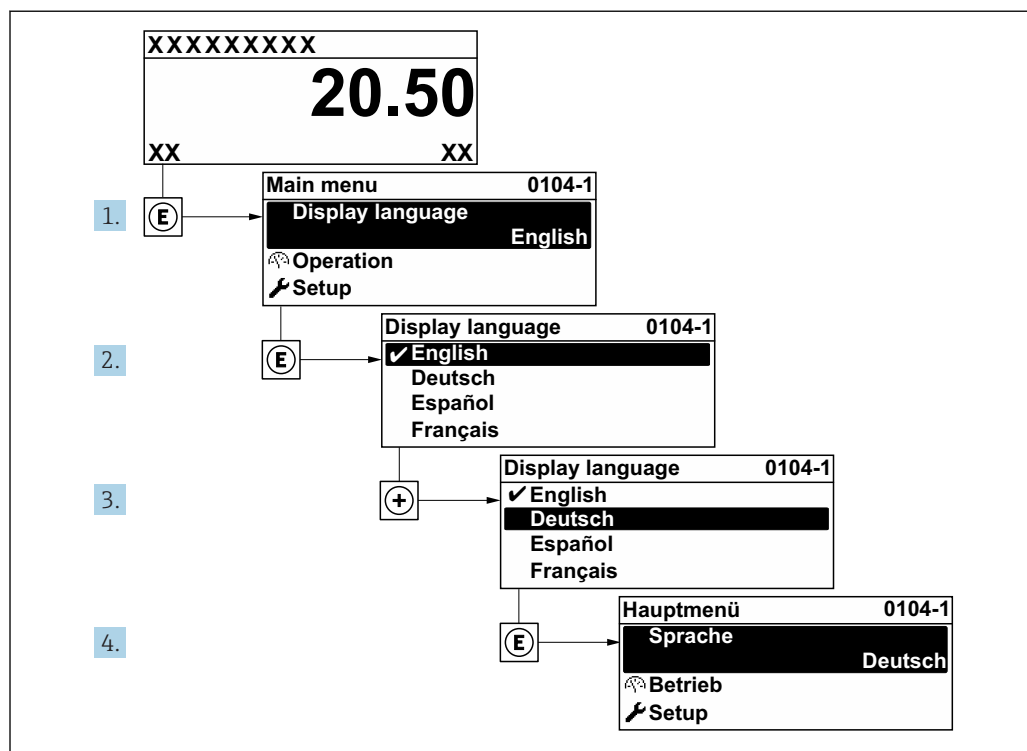 XXXXXXXXX
20.50
XX XX
1.
E
Main menu 0104-1
Display language
English
Operation
Setup
2.
E
Display language 0104-1
✔ English
Deutsch
Español
Français
3.
+
Display language 0104-1
✔ English
Deutsch
Español
Français
4.
E
Hauptmenü 0104-1
Sprache
Deutsch
Betrieb
Setup